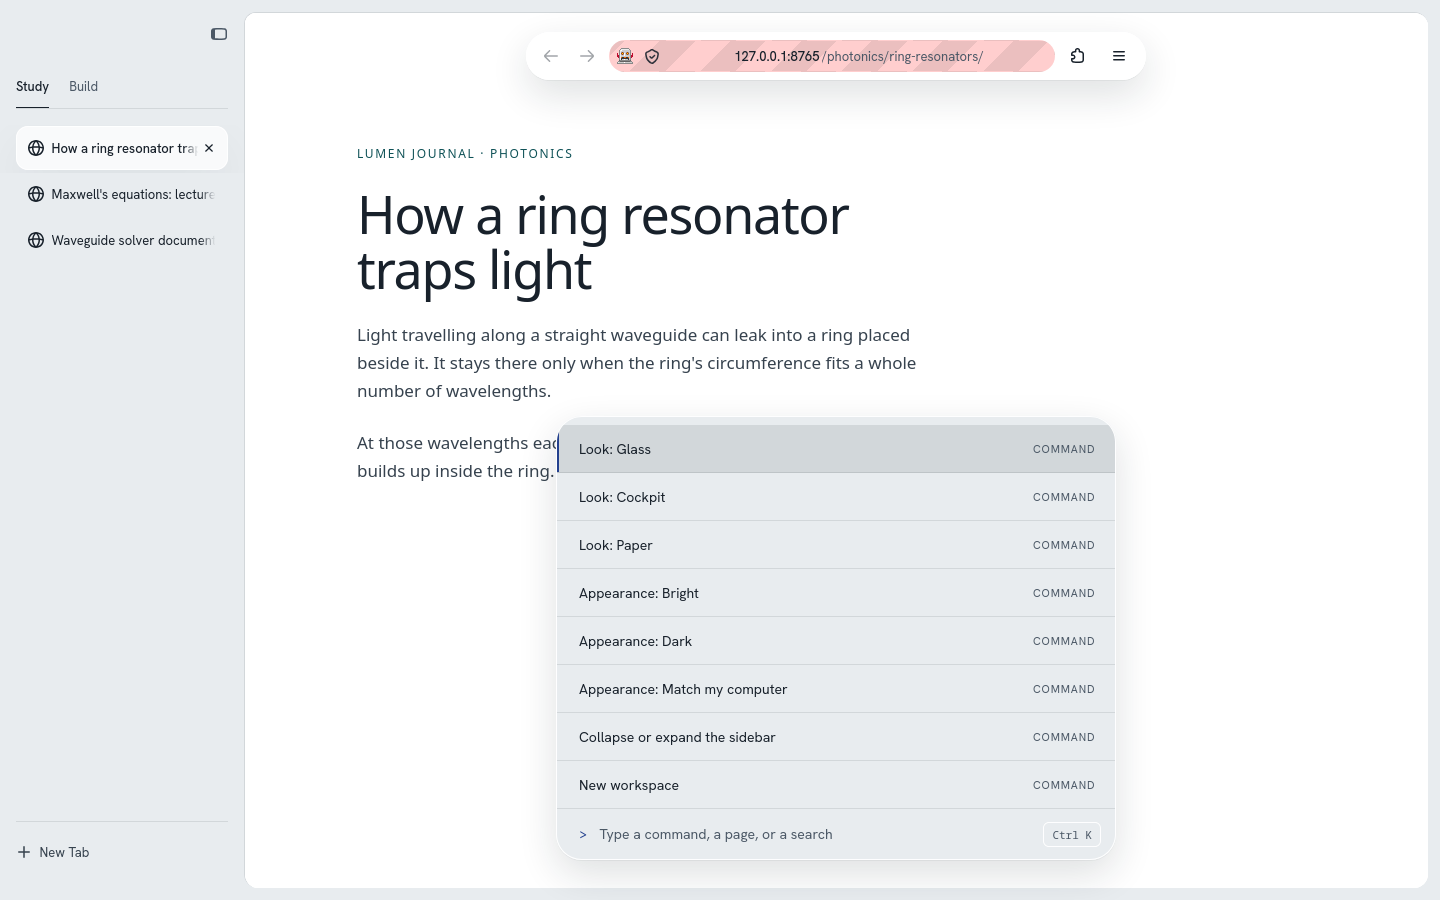 Study Build
How a ring resonator tra
Maxwell's equations: lecture
Waveguide solver document
New Tab
127.0.0.1:8765/photonics/ring-resonators/
LUMEN JOURNAL · PHOTONICS
How a ring resonator
traps light
Light travelling along a straight waveguide can leak into a ring placed
beside it. It stays there only when the ring's circumference fits a whole
number of wavelengths.
At those wavelengths eac
builds up inside the ring.
Look: Glass COMMAND
Look: Cockpit COMMAND
Look: Paper COMMAND
Appearance: Bright COMMAND
Appearance: Dark COMMAND
Appearance: Match my computer COMMAND
Collapse or expand the sidebar COMMAND
New workspace COMMAND
> Type a command, a page, or a search Ctrl K